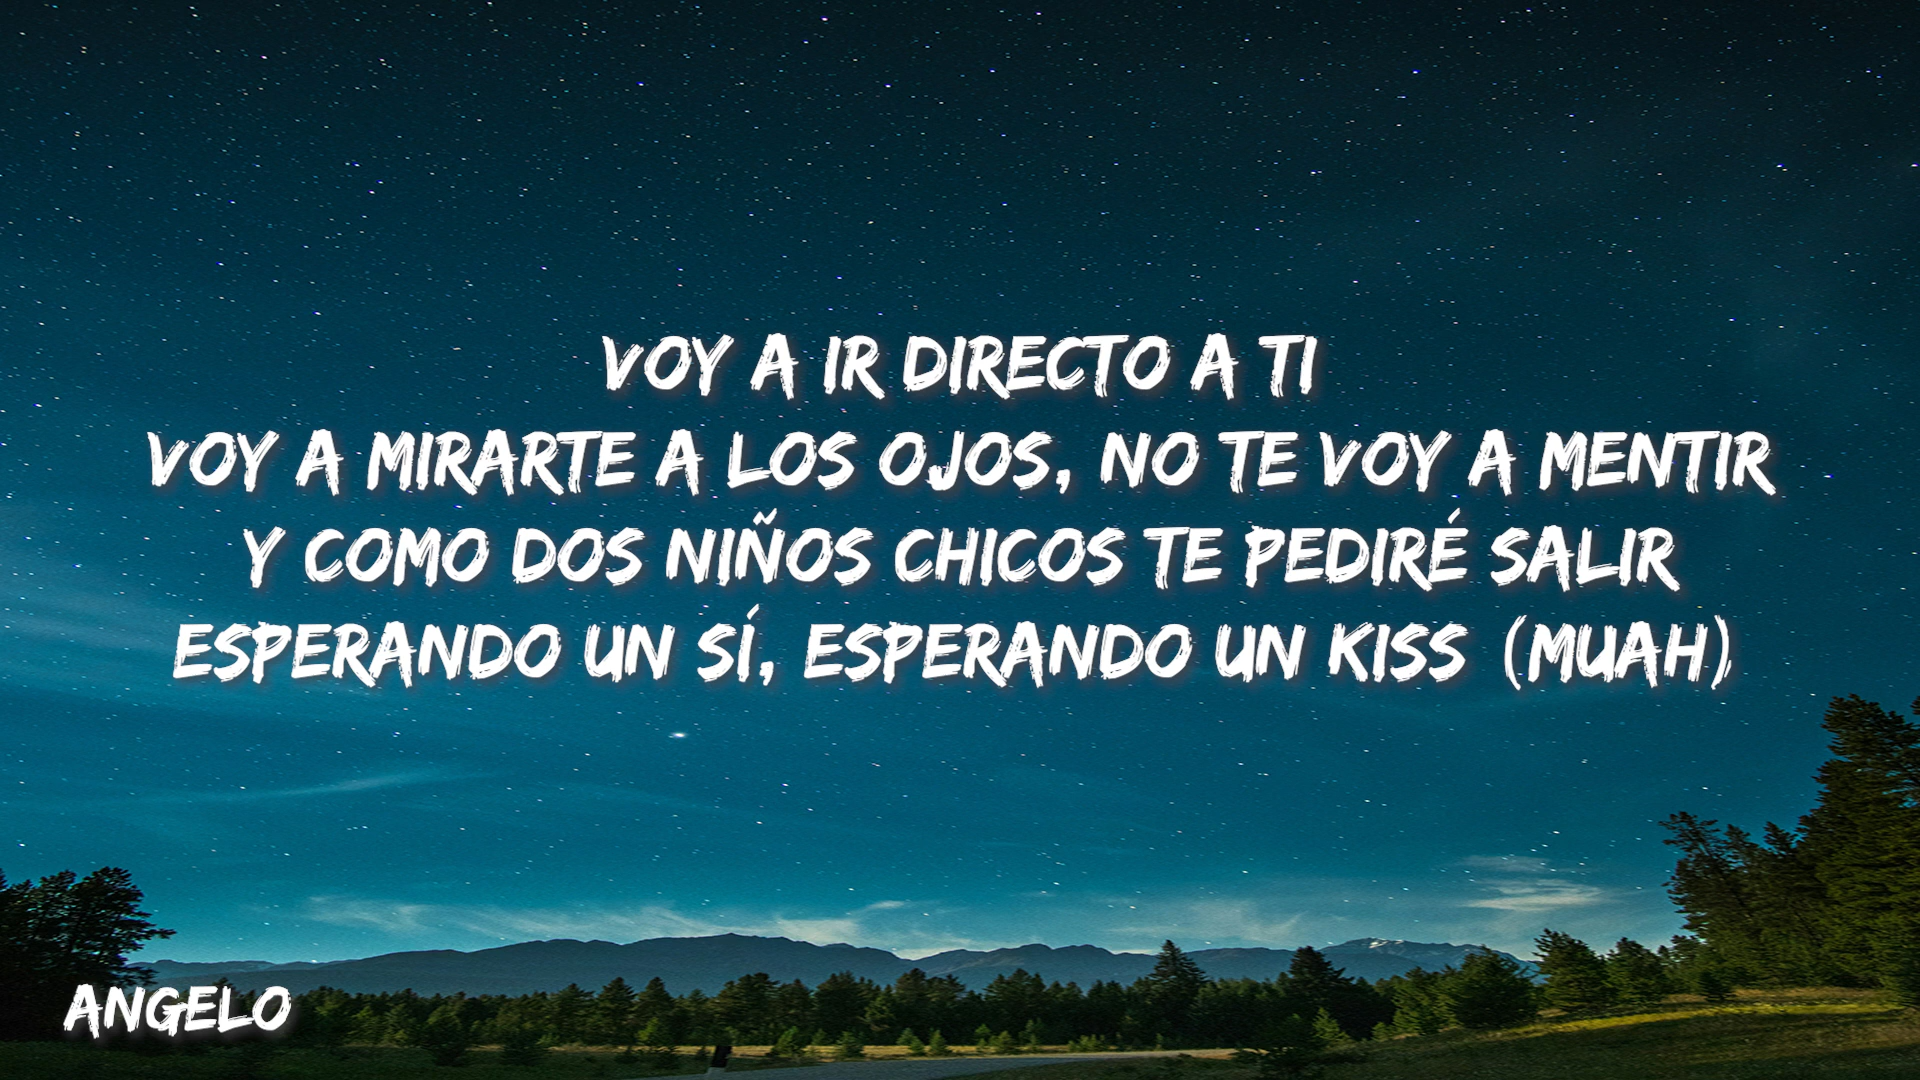 VOY A IR DIRECTO A TI
VOY A MIRARTE A LOS OJOS, NO TE VOY A MENTIR
Y COMO DOS NIÑOS CHICOS TE PEDIRÉ SALIR
ESPERANDO UN SÍ, ESPERANDO UN KISS (MUAH)
ANGELO